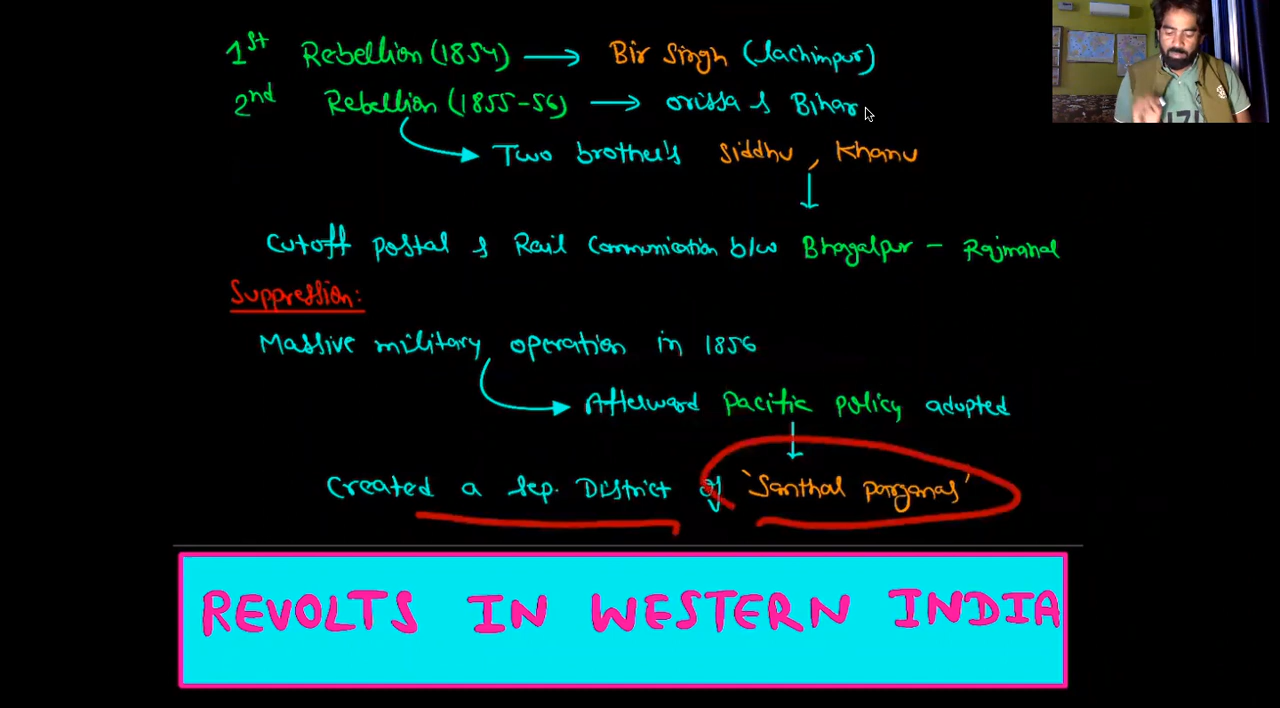 1st Rebellion (1854) → Bir Singh (lachimpur)
2nd Rebellion (1855-56) → orissa & Bihar
Two brother's Siddhu, Khanu
Cutoff postal & Rail Communication b/w Bhagalpur - Rajmahal
Suppression:
Massive military operation in 1856
Afterward pacific policy adopted
Created a Sep. District of 'Santhal parganas'
REVOLTS IN WESTERN INDIA